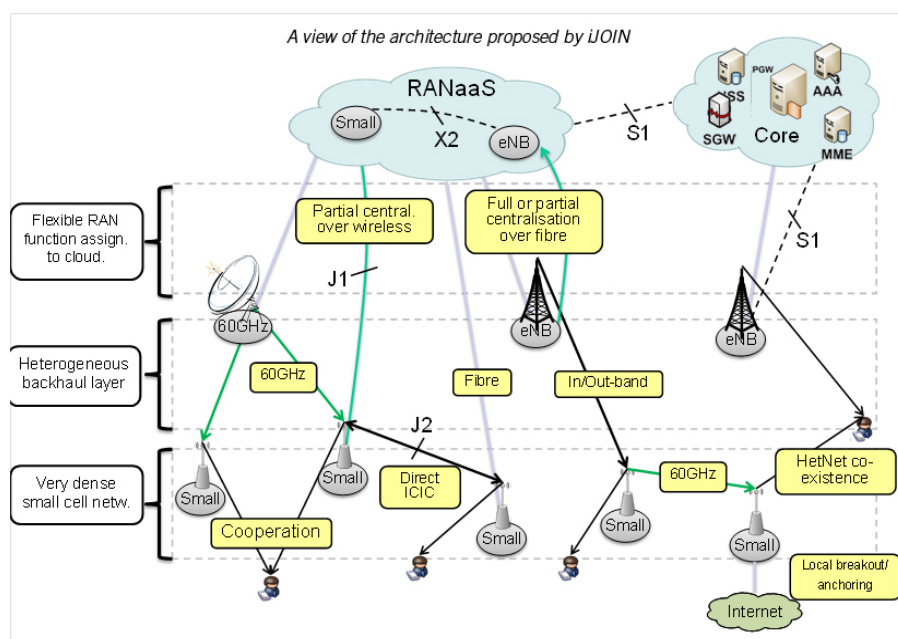 A view of the architecture proposed by iJOIN
RANaaS
Small
X2
eNB
S1
PGW
AAA
SGW
Core
MME
Flexible RAN
function assign.
to cloud.
Partial central.
over wireless
Full or partial
centralisation
over fibre
S1
J1
60GHz
eNB
eNB
Heterogeneous
backhaul layer
60GHz
Fibre
In/Out-band
J2
Very dense
small cell netw.
Small
Small
Direct
ICIC
60GHz
HetNet co-
existence
Cooperation
Small
Small
Small
Local breakout/
anchoring
Internet